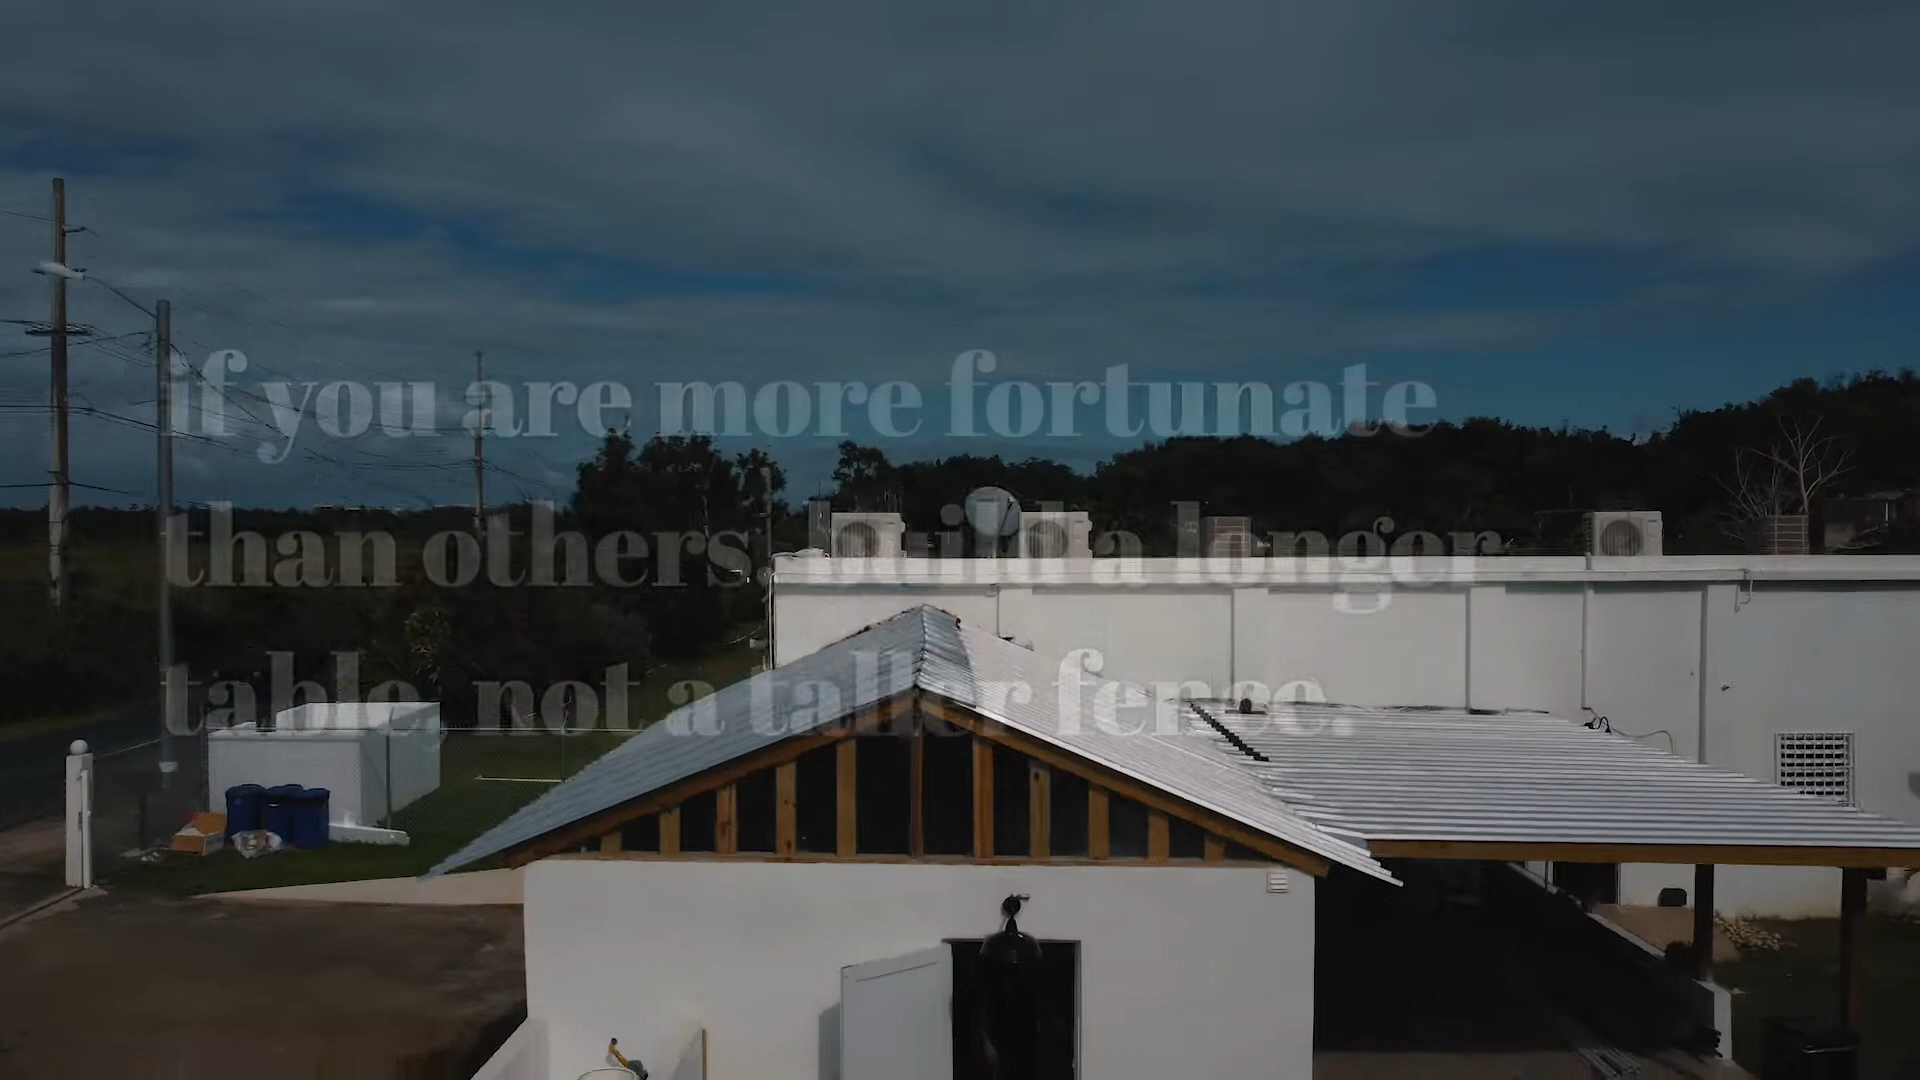 if you are more fortunate
than others, build a longer
table, not a taller fence.